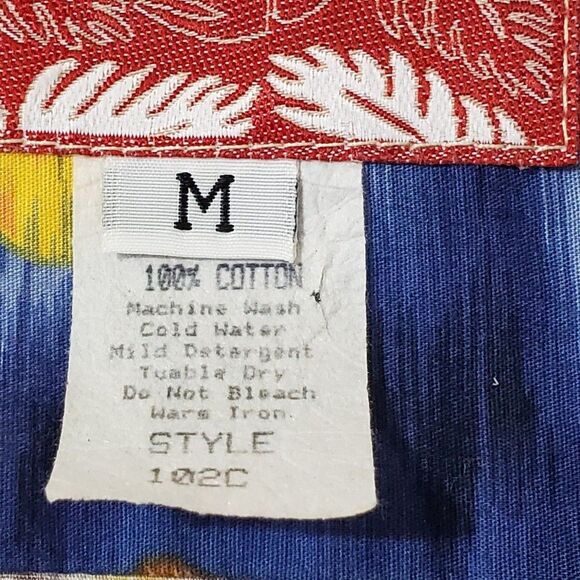 M
100% COTTON
Machine Wash
Cold Water
Mild Detergent
Tumble Dry
Do Not Bleach
Warm Iron
STYLE
102C